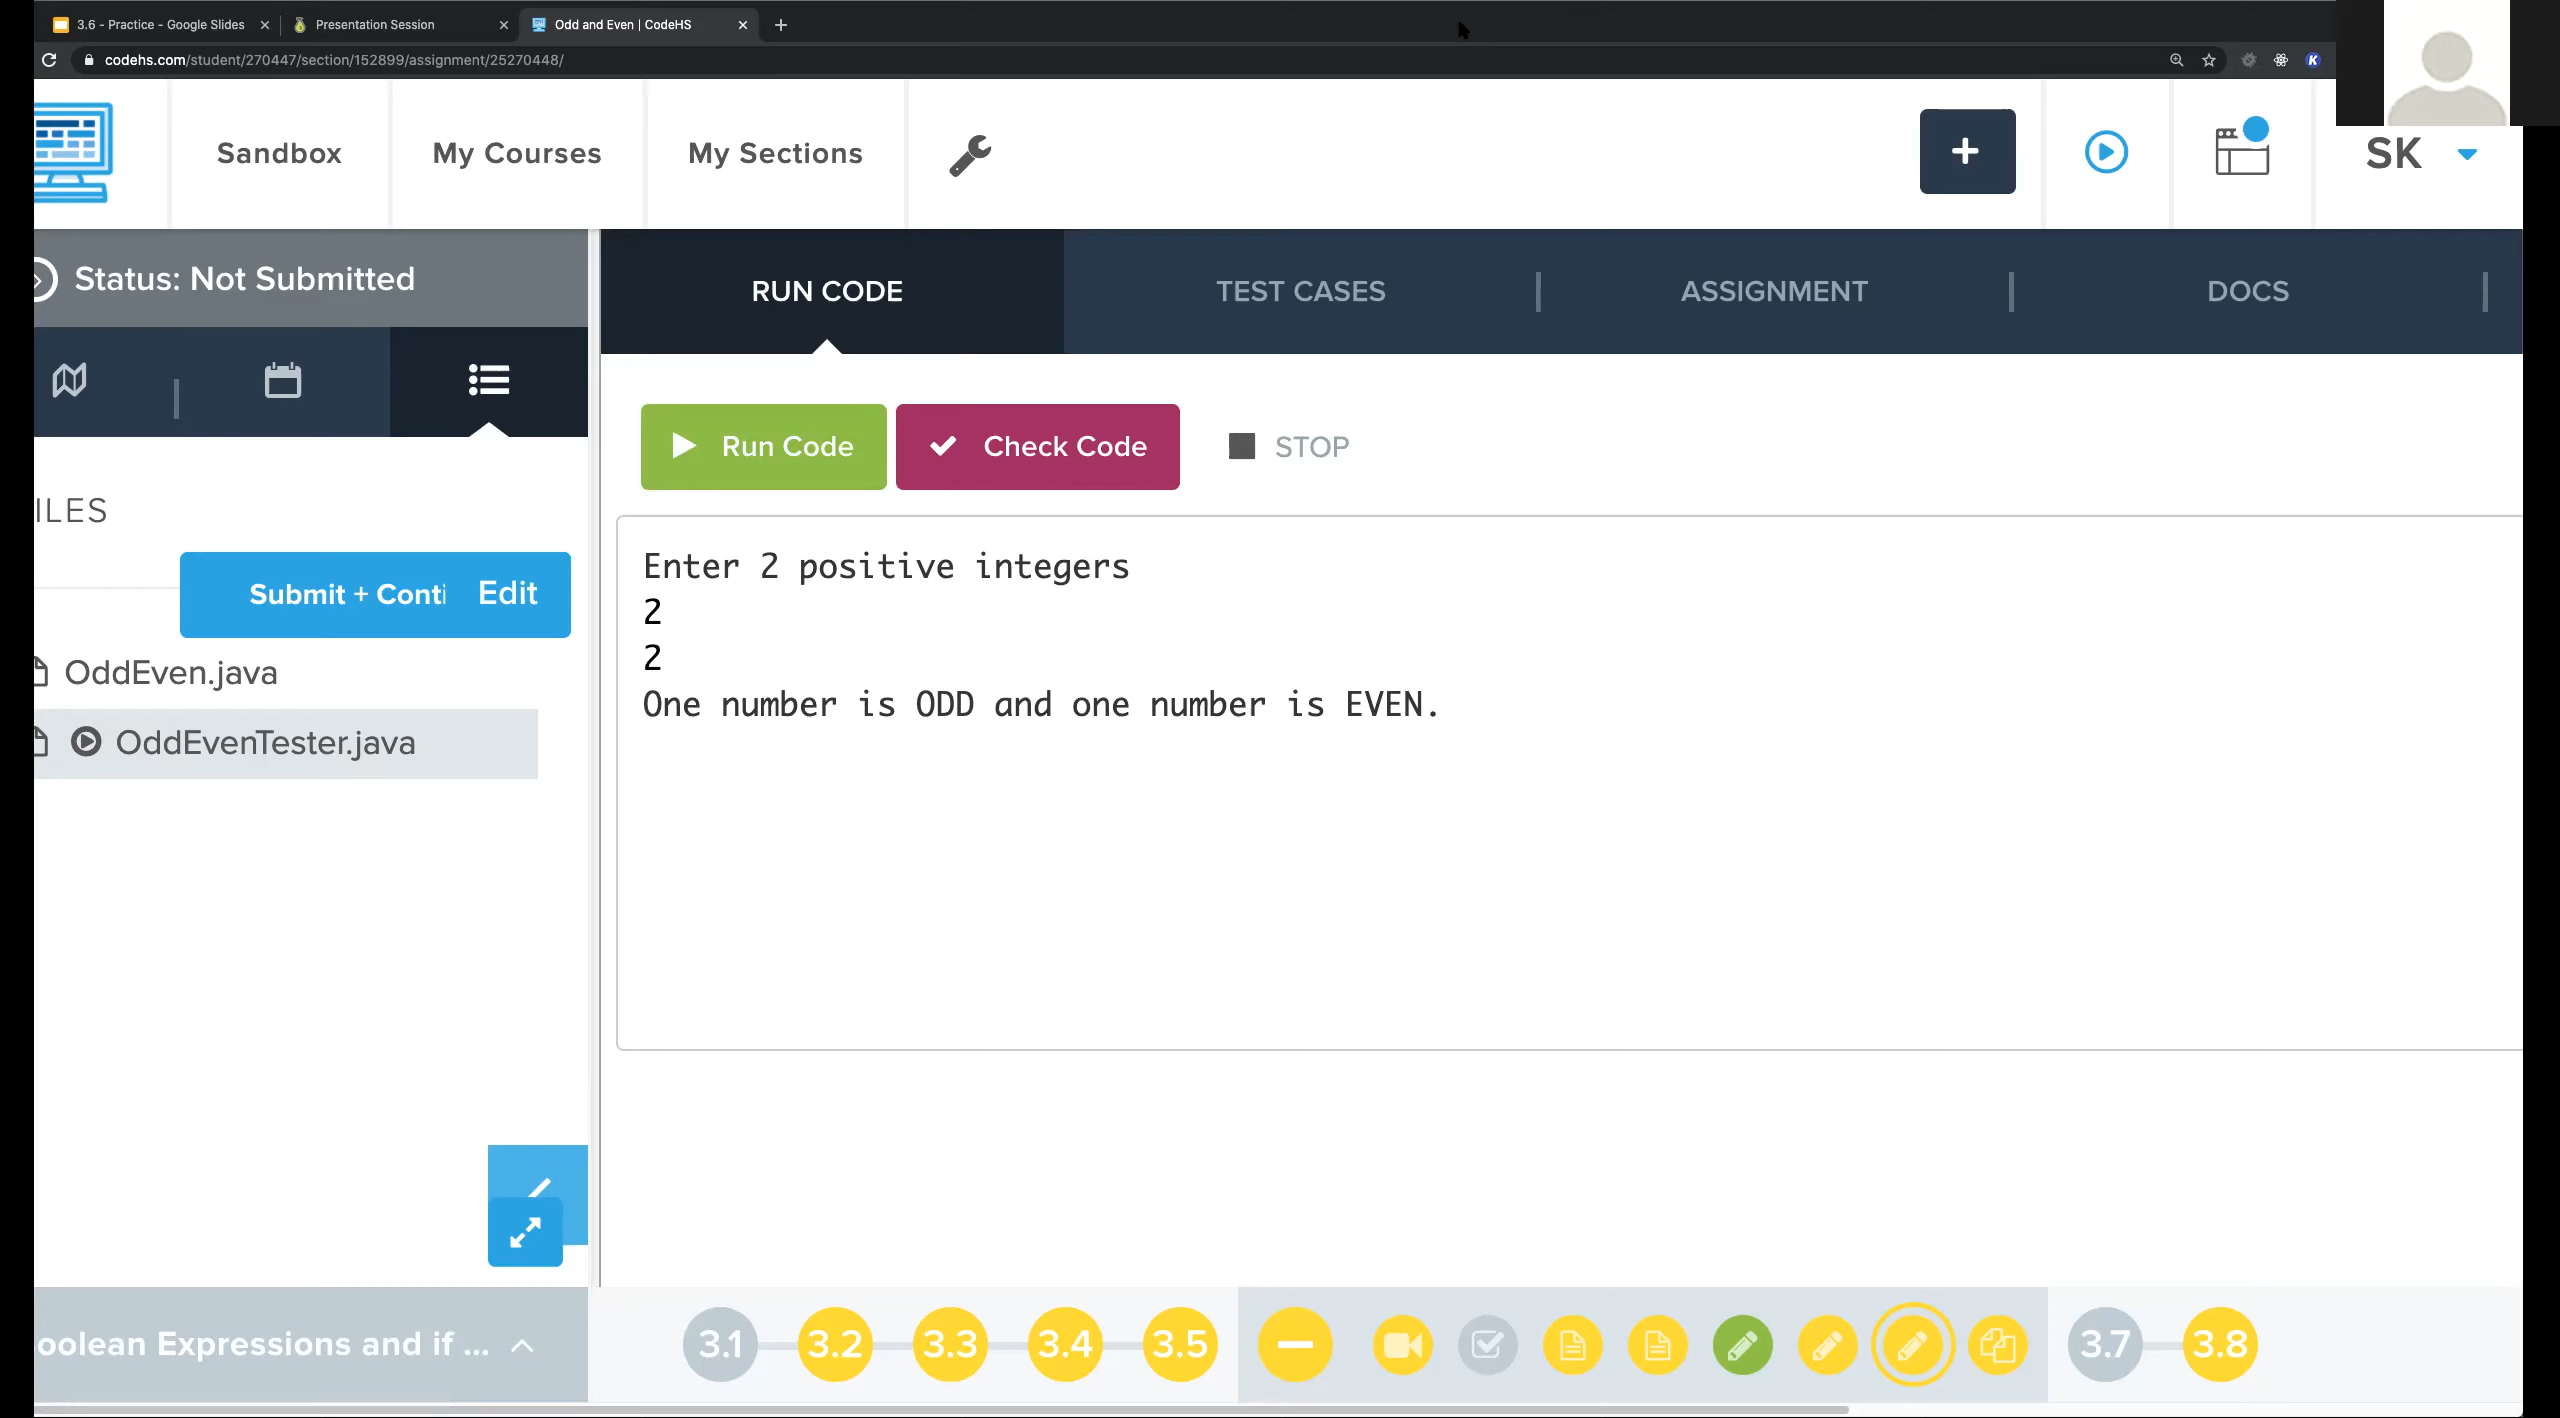 3.6 - Practice - Google Slides
Presentation Session
Odd and Even | CodeHS
codehs.com/student/270447/section/152899/assignment/25270448/
K
Sandbox
My Courses
My Sections
+
SK
Status: Not Submitted
RUN CODE
TEST CASES
ASSIGNMENT
DOCS
Run Code
Check Code
STOP
ILES
Submit + Conti
Edit
OddEven.java
OddEvenTester.java
Enter 2 positive integers
2
2
One number is ODD and one number is EVEN.
oolean Expressions and if ...
3.1
3.2
3.3
3.4
3.5
3.7
3.8